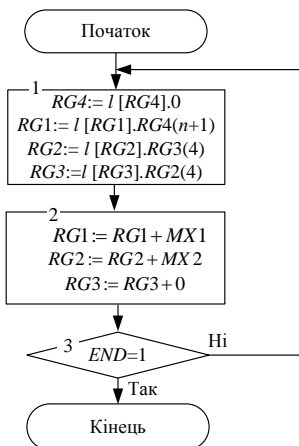 Початок
1
RG4:= l [RG4].0
RG1:= l [RG1].RG4(n+1)
RG2:= l [RG2].RG3(4)
RG3:= l [RG3].RG2(4)
2
RG1:= RG1+MX1
RG2:= RG2+MX2
RG3:= RG3+0
3
END=1
Ні
Так
Кінець